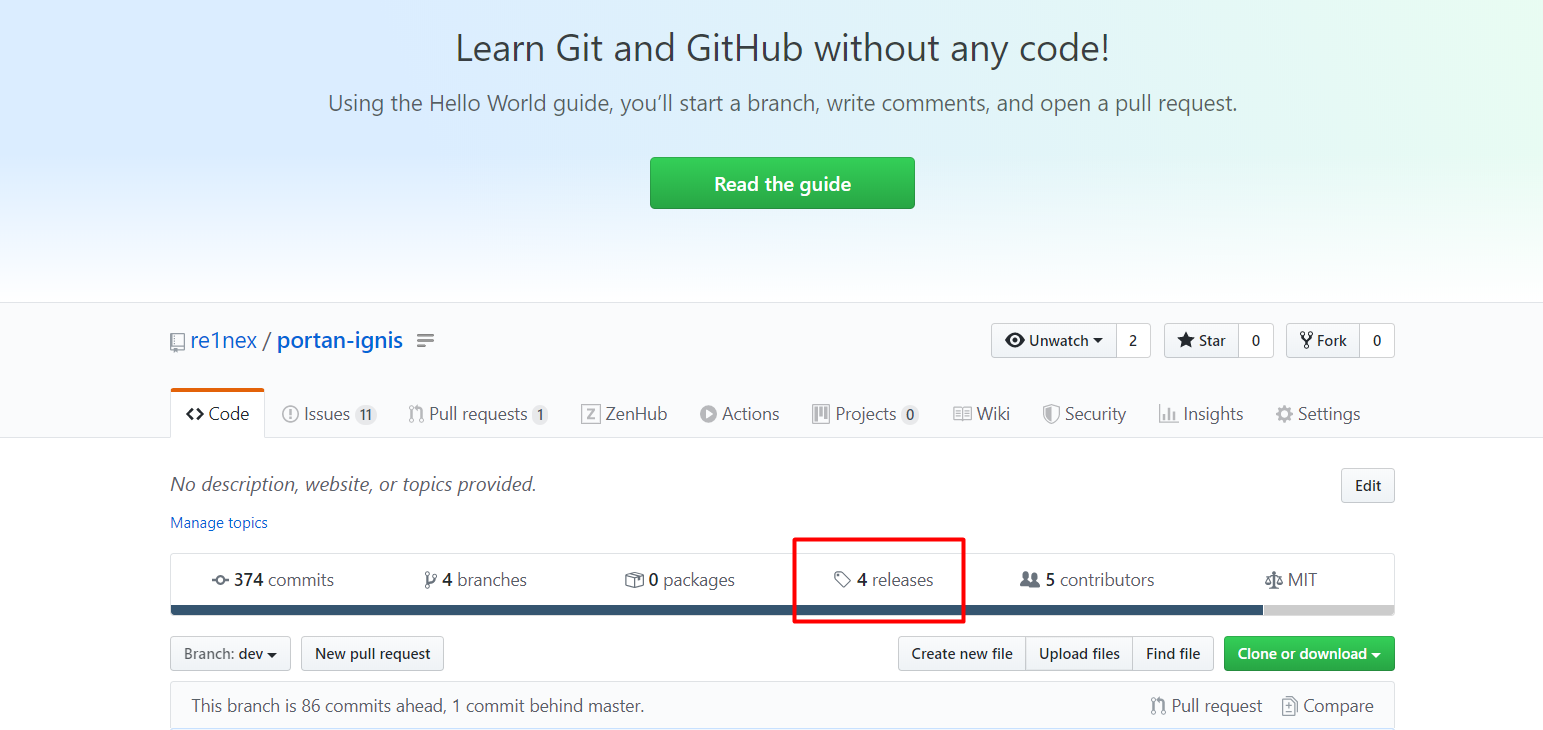 Learn Git and GitHub without any code!
Using the Hello World guide, you’ll start a branch, write comments, and open a pull request.
Read the guide
re1nex / portan-ignis Unwatch 2 Star 0 Fork 0
Code Issues 11 Pull requests 1 ZenHub Actions Projects 0 Wiki Security Insights Settings
No description, website, or topics provided. Edit
Manage topics
374 commits 4 branches 0 packages 4 releases 5 contributors MIT
Branch: dev New pull request Create new file Upload files Find file Clone or download
This branch is 86 commits ahead, 1 commit behind master. Pull request Compare